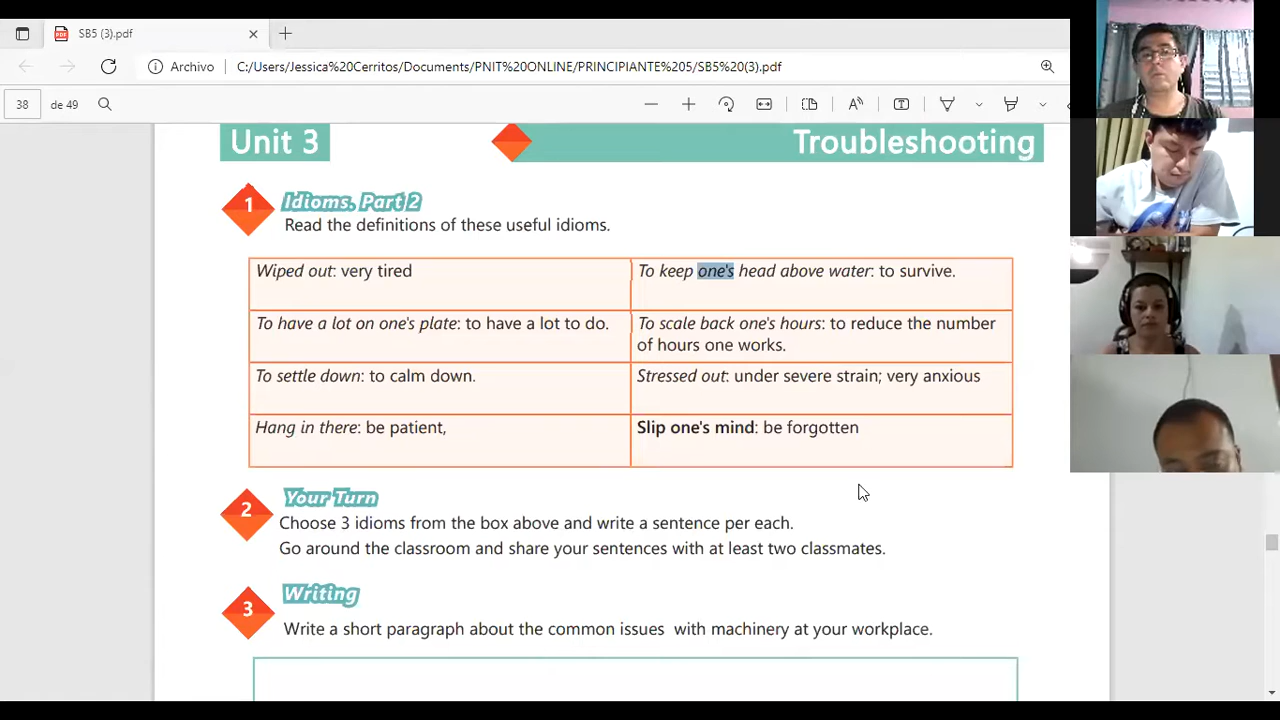 SB5 (3).pdf
Archivo
C:/Users/Jessica%20Cerritos/Documents/PNIT%20ONLINE/PRINCIPIANTE%205/SB5%20(3).pdf
38
de 49
Unit 3
Troubleshooting
1
Idioms. Part 2
Read the definitions of these useful idioms.
Wiped out: very tired
To keep one's head above water: to survive.
To have a lot on one's plate: to have a lot to do.
To scale back one's hours: to reduce the number
of hours one works.
To settle down: to calm down.
Stressed out: under severe strain; very anxious
Hang in there: be patient,
Slip one's mind: be forgotten
2
Your Turn
Choose 3 idioms from the box above and write a sentence per each.
Go around the classroom and share your sentences with at least two classmates.
3
Writing
Write a short paragraph about the common issues  with machinery at your workplace.